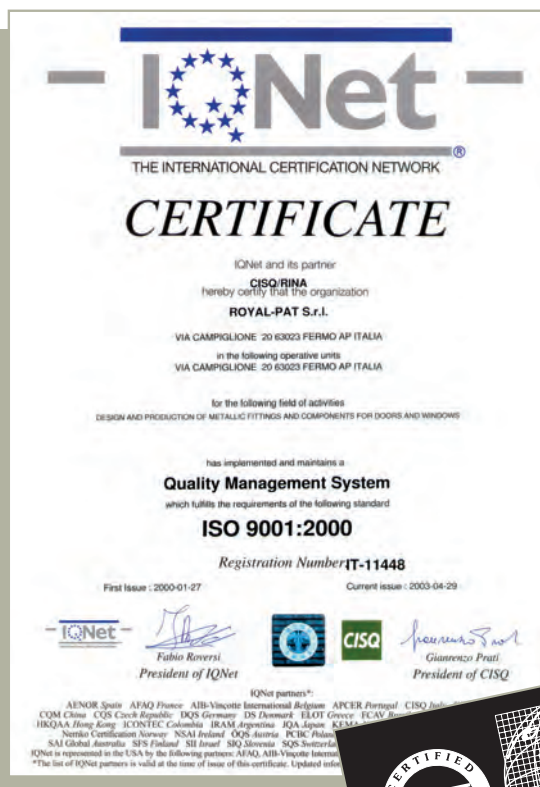 IQNet
®
THE INTERNATIONAL CERTIFICATION NETWORK
CERTIFICATE
IQNet and its partner
CISQ/RINA
hereby certify that the organization
ROYAL-PAT S.r.l.
VIA CAMPIGLIONE 20 63023 FERMO AP ITALIA
in the following operative units
VIA CAMPIGLIONE 20 63023 FERMO AP ITALIA
for the following field of activities
DESIGN AND PRODUCTION OF METALLIC FITTINGS AND COMPONENTS FOR DOORS AND WINDOWS
has implemented and maintains a
Quality Management System
which fulfills the requirements of the following standard
ISO 9001:2000
Registration Number: IT-11448
First Issue : 2000-01-27 Current issue : 2003-04-29
IQNet CISQ
Fabio Roversi Gianrenzo Prati
President of IQNet President of CISQ
IQNet partners*:
AENOR Spain AFAQ France AIB-Vinçotte International Belgium APCER Portugal CISQ
CQM China CQS Czech Republic DQS Germany DS Denmark ELOT Greece FCAV
HKQAA Hong Kong ICONTEC Colombia IRAM Argentina JQA Japan KEMA
Nemko Certification Norway NSAI Ireland ÖQS Austria PCBC Poland
SAI Global Australia SFS Finland SII Israel SIQ Slovenia SQS
IQNet is represented in the USA by the following partners: AFAQ, AIB-Vinçotte
*The list of IQNet partners is valid at the time of issue of this certificate. Updated
CERTIFIED